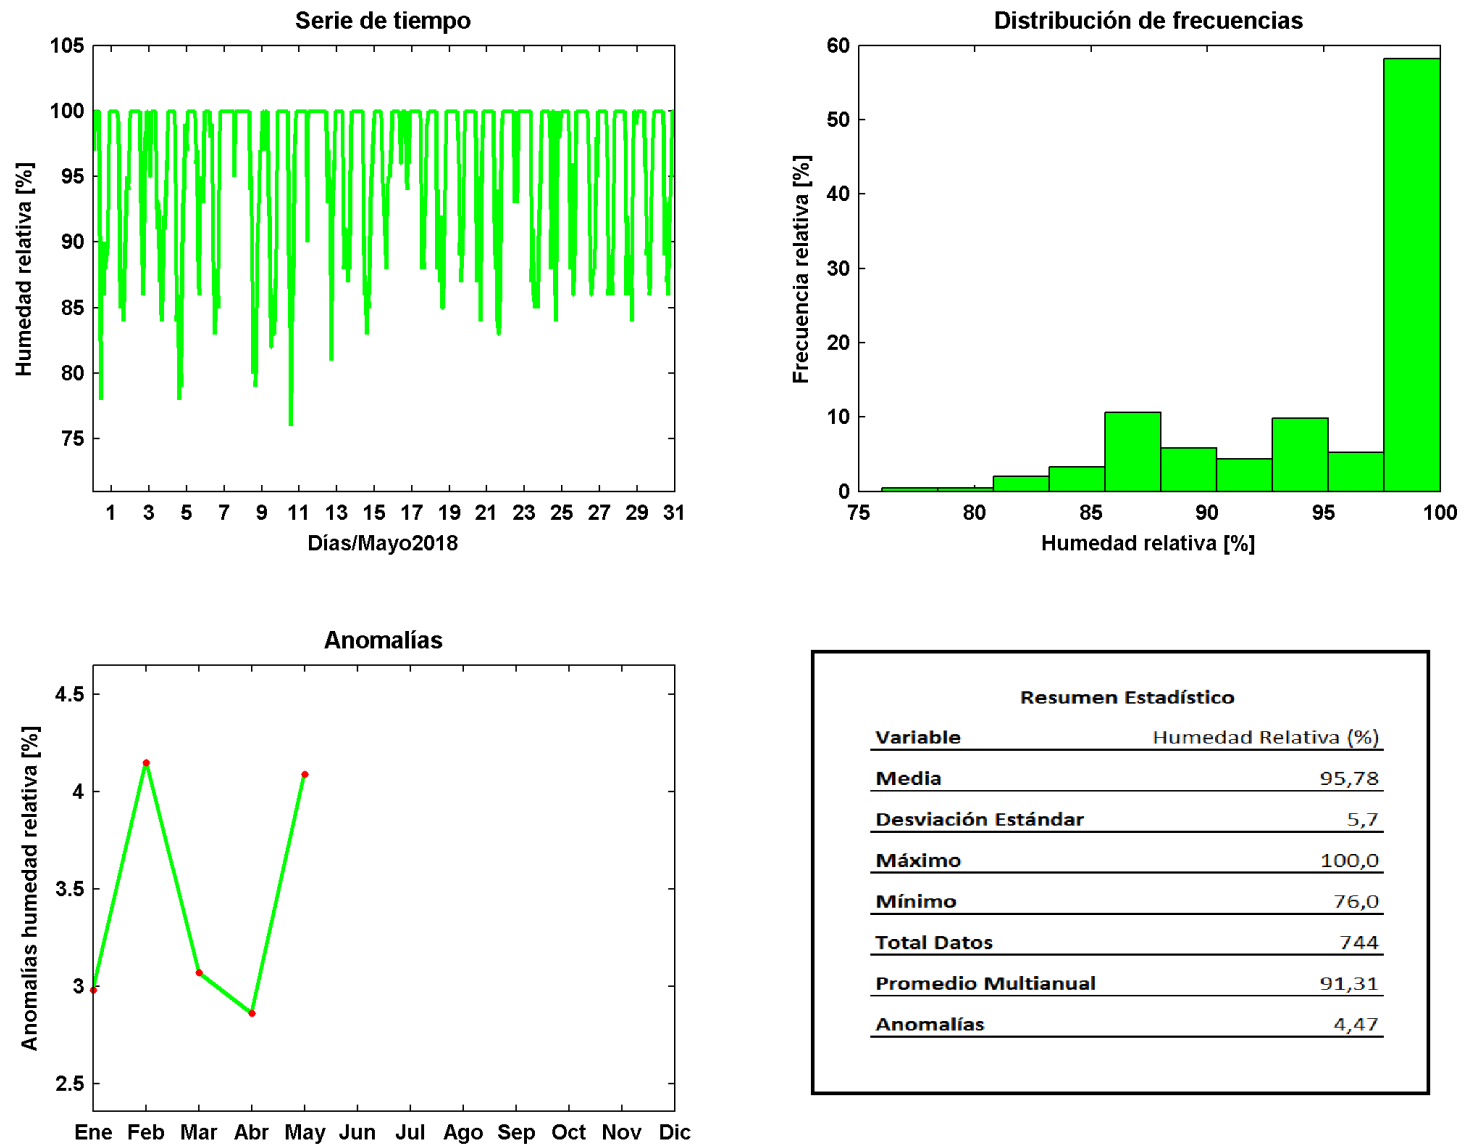 Serie de tiempo
105
100
95
90
85
80
75
Humedad relativa [%]
1 3 5 7 9 11 13 15 17 19 21 23 25 27 29 31
Días/Mayo2018
Distribución de frecuencias
60
50
40
30
20
10
0
Frecuencia relativa [%]
75 80 85 90 95 100
Humedad relativa [%]
Anomalías
4.5
4
3.5
3
2.5
Anomalías humedad relativa [%]
Ene Feb Mar Abr May Jun Jul Ago Sep Oct Nov Dic
Resumen Estadístico
Variable Humedad Relativa (%)
Media 95,78
Desviación Estándar 5,7
Máximo 100,0
Mínimo 76,0
Total Datos 744
Promedio Multianual 91,31
Anomalías 4,47